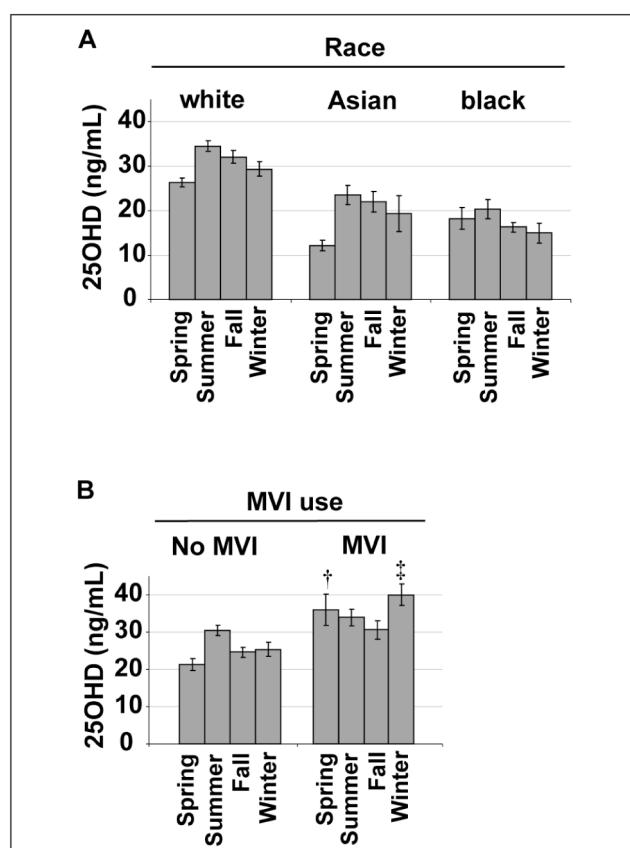 A
Race
white Asian black
25OHD (ng/mL)
40
30
20
10
0
Spring
Summer
Fall
Winter
Spring
Summer
Fall
Winter
Spring
Summer
Fall
Winter
B
MVI use
No MVI MVI
25OHD (ng/mL)
40
30
20
10
0
† ‡
Spring
Summer
Fall
Winter
Spring
Summer
Fall
Winter